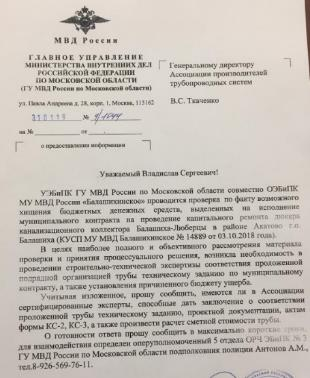 МВД России
ГЛАВНОЕ УПРАВЛЕНИЕ
МИНИСТЕРСТВА ВНУТРЕННИХ ДЕЛ
РОССИЙСКОЙ ФЕДЕРАЦИИ
ПО МОСКОВСКОЙ ОБЛАСТИ
(ГУ МВД России по Московской области)
ул. Павла Андреева д. 28, корп. 1, Москва, 115162
310119 №
на № от
о предоставлении информации
Генеральному директору
Ассоциации производителей
трубопроводных систем
В.С. Ткаченко
Уважаемый Владислав Сергеевич!
УЭБиПК ГУ МВД России по Московской области совместно ОЭБиПК
МУ МВД России «Балашихинское» проводится проверка по факту возможного
хищения бюджетных денежных средств, выделенных на исполнение
муниципального контракта на проведение капитального ремонта дюкера
канализационного коллектора Балашиха-Люберцы в районе Акатово г.о.
Балашиха (КУСП МУ МВД Балашихинское № 14889 от 03.10.2018 года).
В целях наиболее полного и объективного рассмотрения материала
проверки и принятия процессуального решения, возникла необходимость в
проведении строительно-технической экспертизы соответствия проложенной
подрядной организацией трубы техническому заданию по муниципальному
контракту, а также установления причиненного бюджету ущерба.
Учитывая изложенное, прошу сообщить, имеются ли в Ассоциации
сертифицированные эксперты, способные дать заключение о соответствии
проложенной трубы техническому заданию, проектной документации, актам
формы КС-2, КС-3, а также произвести расчет сметной стоимости трубы.
О готовности ответа прошу сообщить в максимально короткие сроки,
для взаимодействия определен оперуполномоченный 5 отдела ОРЧ ЭБиПК № 3
ГУ МВД России по Московской области подполковник полиции Антонов А.М.,
тел.8-926-569-76-11.